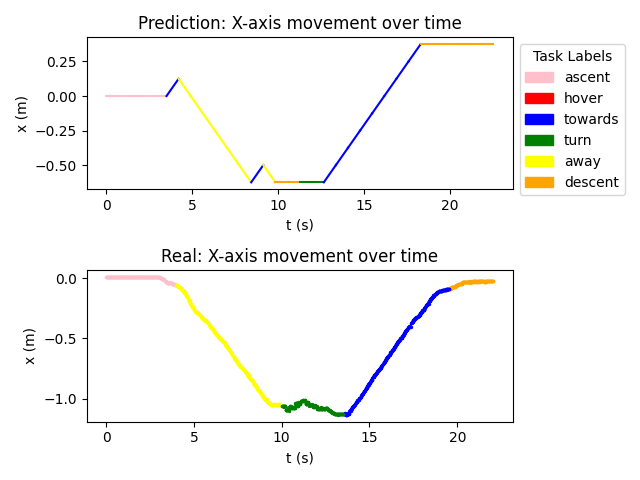 Prediction: X-axis movement over time
0.25
0.00
−0.25
−0.50
x (m)
0 5 10 15 20
t (s)
Task Labels
ascent
hover
towards
turn
away
descent
Real: X-axis movement over time
0.0
−0.5
−1.0
x (m)
0 5 10 15 20
t (s)